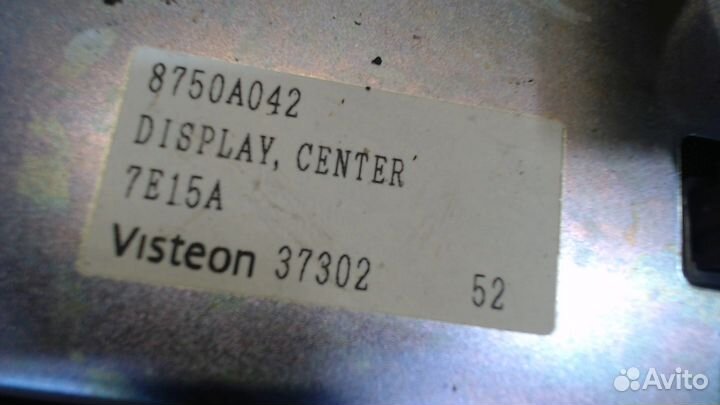 8750A042
DISPLAY, CENTER
7E15A
Visteon 37302 52
Avito